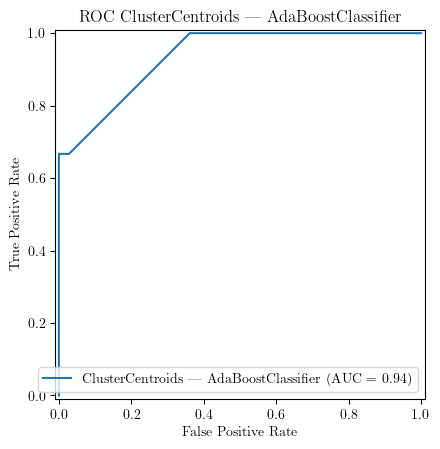 ROC ClusterCentroids — AdaBoostClassifier
1.0
0.8
0.6
0.4
0.2
0.0
True Positive Rate
ClusterCentroids — AdaBoostClassifier (AUC = 0.94)
0.0 0.2 0.4 0.6 0.8 1.0
False Positive Rate